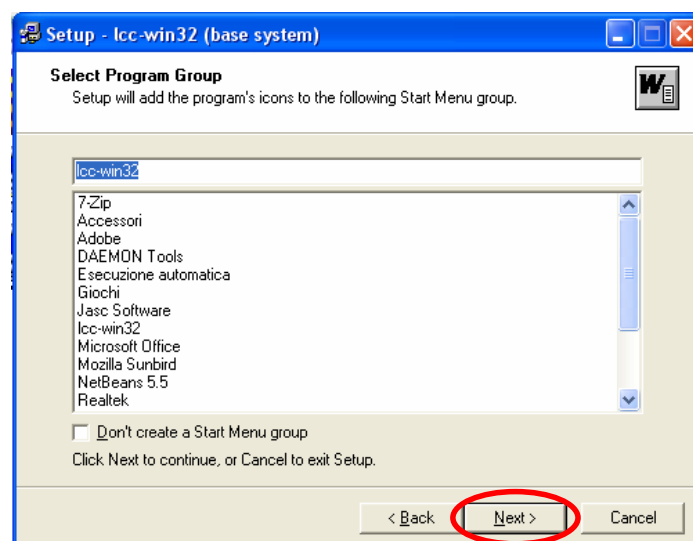 Setup - lcc-win32 (base system)
Select Program Group
Setup will add the program's icons to the following Start Menu group.
W
lcc-win32
7-Zip
Accessori
Adobe
DAEMON Tools
Esecuzione automatica
Giochi
Jasc Software
lcc-win32
Microsoft Office
Mozilla Sunbird
NetBeans 5.5
Realtek
Don't create a Start Menu group
Click Next to continue, or Cancel to exit Setup.
< Back Next > Cancel